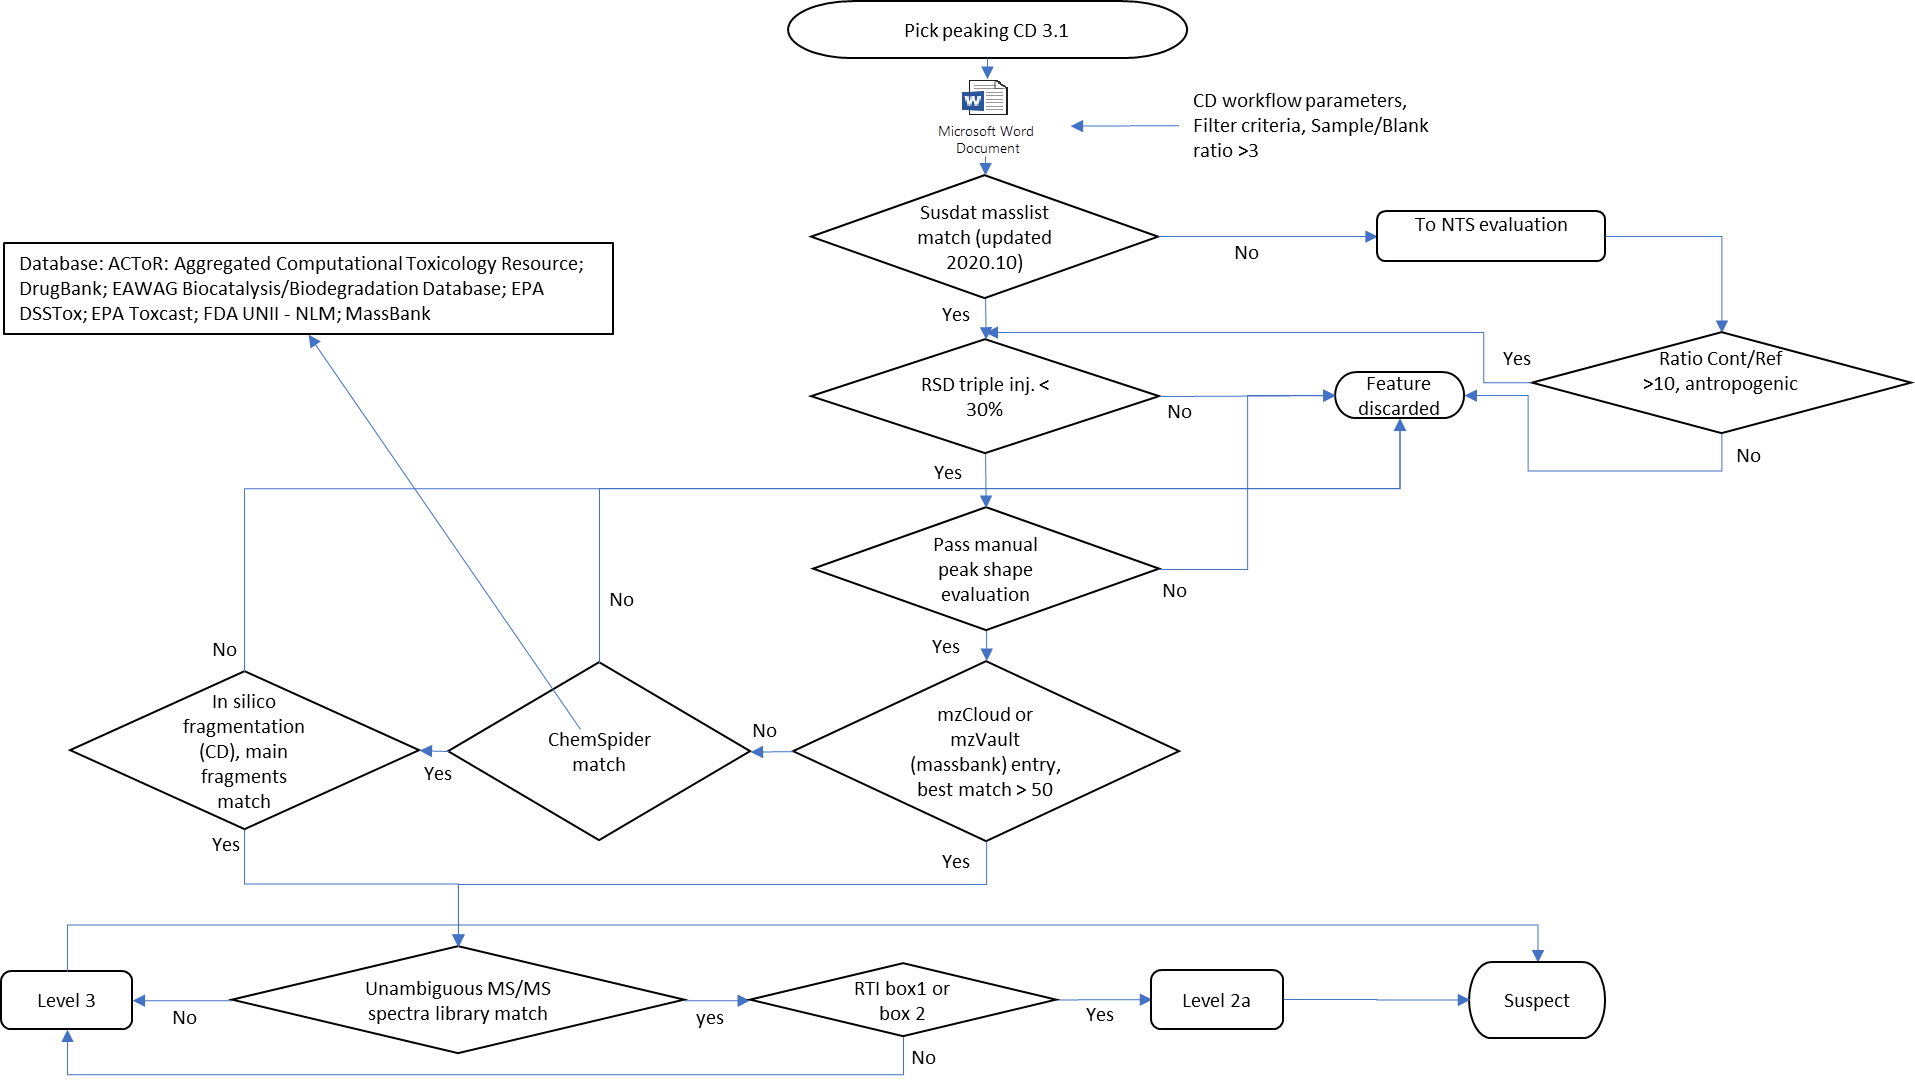 Pick peaking CD 3.1
W
Microsoft Word
Document
CD workflow parameters,
Filter criteria, Sample/Blank
ratio >3
Susdat masslist
match (updated
2020.10)
No
To NTS evaluation
Yes
Database: ACToR: Aggregated Computational Toxicology Resource;
DrugBank; EAWAG Biocatalysis/Biodegradation Database; EPA
DSSTox; EPA Toxcast; FDA UNII - NLM; MassBank
RSD triple inj. <
30%
No
Feature
discarded
Yes
Ratio Cont/Ref
>10, antropogenic
No
Yes
Pass manual
peak shape
evaluation
No
No
Yes
No
In silico
fragmentation
(CD), main
fragments
match
Yes
ChemSpider
match
No
mzCloud or
mzVault
(massbank) entry,
best match > 50
Yes
Yes
Level 3
No
Unambiguous MS/MS
spectra library match
yes
RTI box1 or
box 2
Yes
No
Level 2a
Suspect